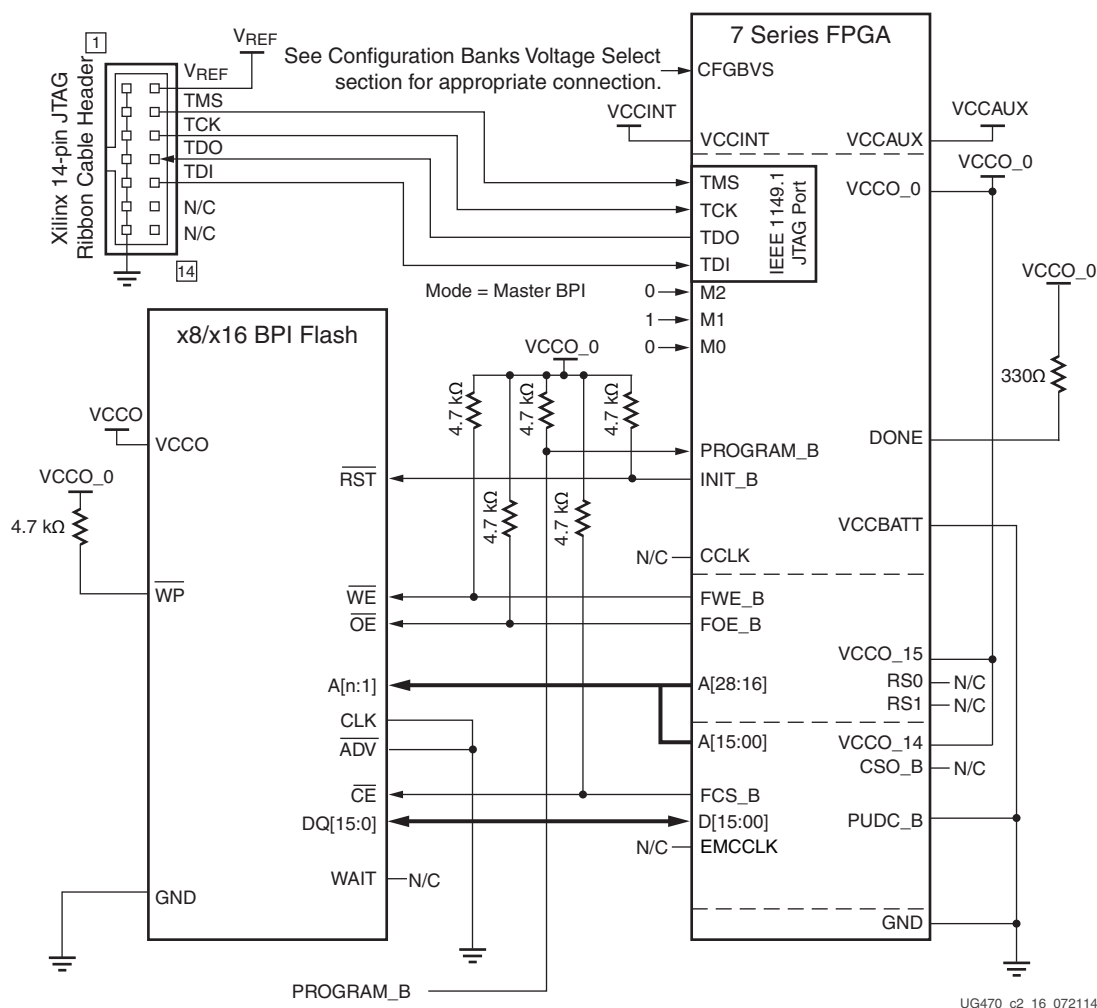 1
Xilinx 14-pin JTAG
Ribbon Cable Header
VREF
VREF
TMS
TCK
TDO
TDI
N/C
N/C
14
See Configuration Banks Voltage Select
section for appropriate connection.
7 Series FPGA
CFGBVS
VCCINT
VCCINT
VCCAUX
VCCAUX
VCCO_0
VCCO_0
TMS
TCK
TDO
TDI
IEEE 1149.1
JTAG Port
Mode = Master BPI
0
M2
1
M1
0
M0
VCCO_0
330Ω
DONE
x8/x16 BPI Flash
VCCO_0
4.7 kΩ
4.7 kΩ
4.7 kΩ
4.7 kΩ
4.7 kΩ
VCCO
VCCO
VCCO_0
4.7 kΩ
WP
RST
PROGRAM_B
INIT_B
VCCBATT
N/C
CCLK
WE
FWE_B
OE
FOE_B
VCCO_15
A[n:1]
A[28:16]
RS0
N/C
RS1
N/C
CLK
ADV
A[15:00]
VCCO_14
CSO_B
N/C
CE
FCS_B
DQ[15:0]
D[15:00]
PUDC_B
N/C
EMCCLK
WAIT
N/C
GND
GND
PROGRAM_B
UG470_c2_16_072114